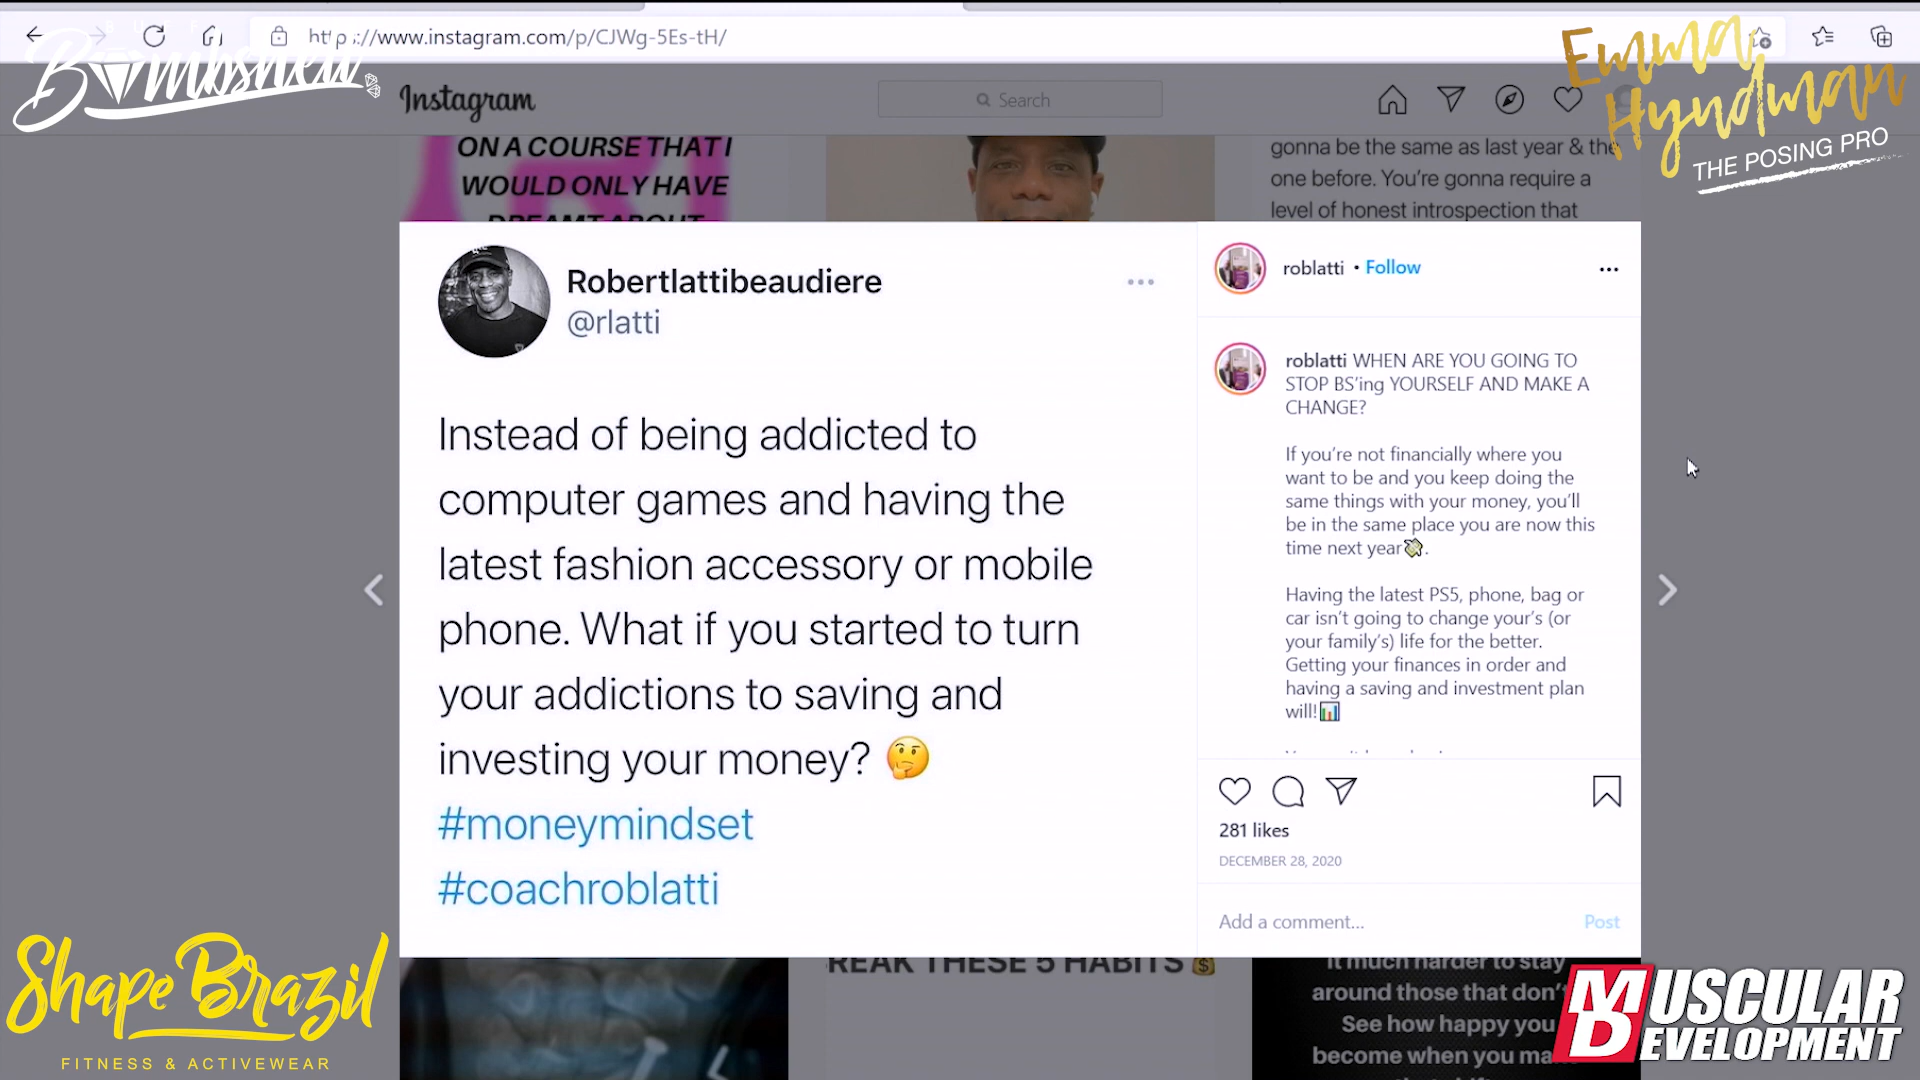 https://www.instagram.com/p/CJWg-5Es-tH/
Bombshell
Emma
Hyndman
THE POSING PRO
Instagram
Search
ON A COURSE THAT I
WOULD ONLY HAVE
DREAMT ABOUT
gonna be the same as last year & the
one before. You're gonna require a
level of honest introspection that
Robertlattibeaudiere
@rlatti
Instead of being addicted to
computer games and having the
latest fashion accessory or mobile
phone. What if you started to turn
your addictions to saving and
investing your money? 🤔
#moneymindset
#coachroblatti
roblatti • Follow
roblatti WHEN ARE YOU GOING TO
STOP BS'ing YOURSELF AND MAKE A
CHANGE?
If you're not financially where you
want to be and you keep doing the
same things with your money, you'll
be in the same place you are now this
time next year💸.
Having the latest PS5, phone, bag or
car isn't going to change your's (or
your family's) life for the better.
Getting your finances in order and
having a saving and investment plan
will!📊
281 likes
DECEMBER 28, 2020
Add a comment...
Post
REAK THESE 5 HABITS 💰
It much harder to stay
around those that don't
See how happy you
become when you
Shape Brazil
FITNESS & ACTIVEWEAR
MUSCULAR
DEVELOPMENT